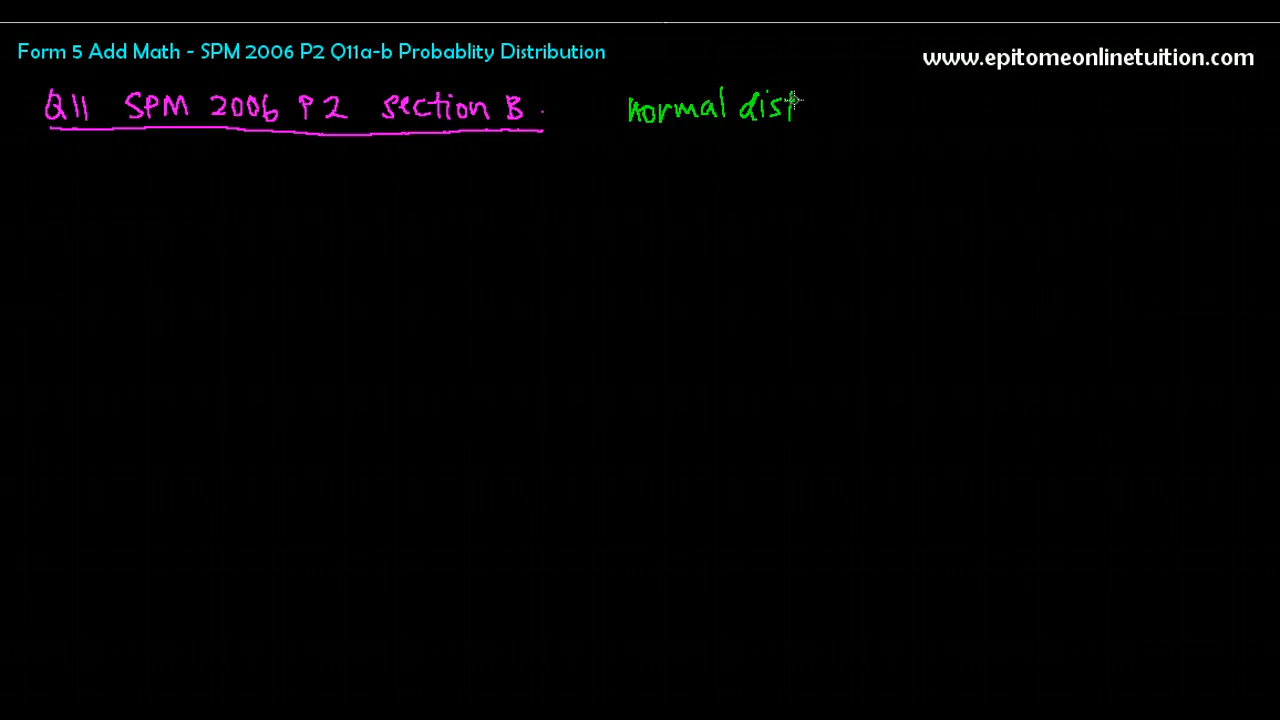 Form 5 Add Math - SPM 2006 P2 Q11a-b Probablity Distribution
www.epitomeonlinetuition.com
Q11 SPM 2006 P2 section B. normal dist